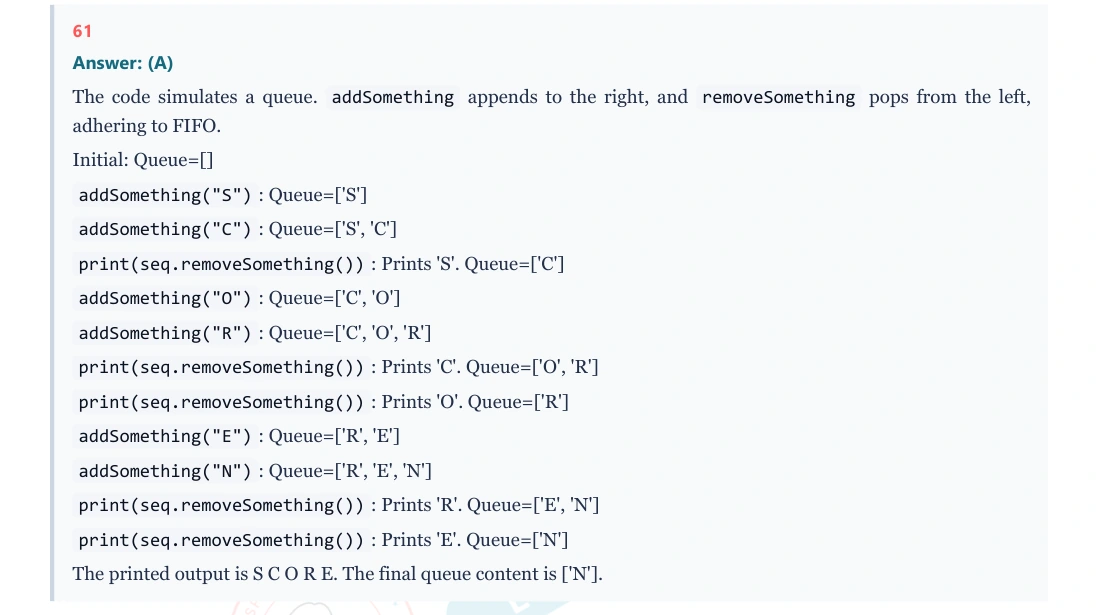 61
Answer: (A)
The code simulates a queue. addSomething appends to the right, and removeSomething pops from the left,
adhering to FIFO.
Initial: Queue=[]
addSomething("S") : Queue=['S']
addSomething("C") : Queue=['S', 'C']
print(seq.removeSomething()) : Prints 'S'. Queue=['C']
addSomething("O") : Queue=['C', 'O']
addSomething("R") : Queue=['C', 'O', 'R']
print(seq.removeSomething()) : Prints 'C'. Queue=['O', 'R']
print(seq.removeSomething()) : Prints 'O'. Queue=['R']
addSomething("E") : Queue=['R', 'E']
addSomething("N") : Queue=['R', 'E', 'N']
print(seq.removeSomething()) : Prints 'R'. Queue=['E', 'N']
print(seq.removeSomething()) : Prints 'E'. Queue=['N']
The printed output is S C O R E. The final queue content is ['N'].